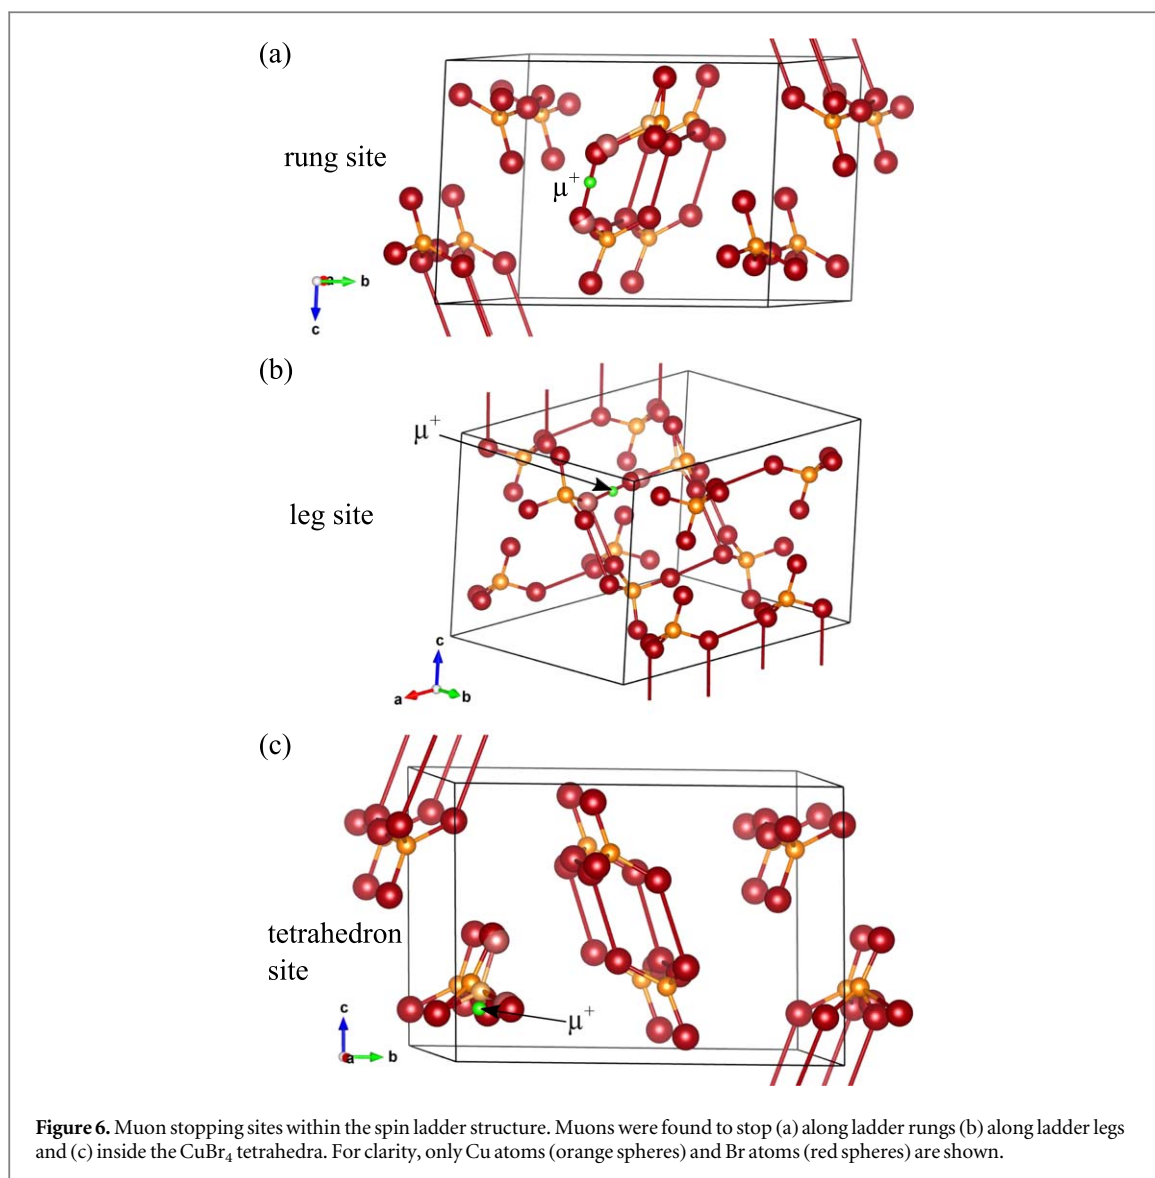 (a)
rung site
μ⁺
b
c
(b)
μ⁺
leg site
c
a
b
(c)
tetrahedron
site
μ⁺
c
a
b
Figure 6. Muon stopping sites within the spin ladder structure. Muons were found to stop (a) along ladder rungs (b) along ladder legs
and (c) inside the CuBr₄ tetrahedra. For clarity, only Cu atoms (orange spheres) and Br atoms (red spheres) are shown.